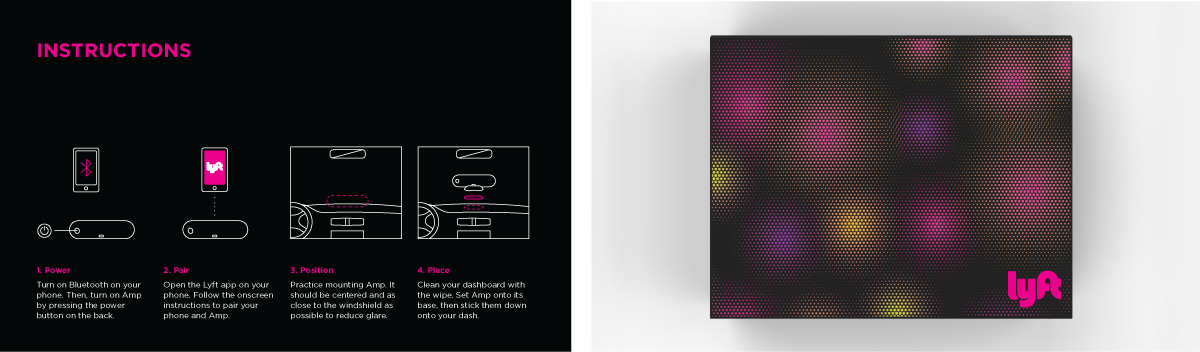 INSTRUCTIONS
lyft
1. Power
Turn on Bluetooth on your
phone. Then, turn on Amp
by pressing the power
button on the back.
2. Pair
Open the Lyft app on your
phone. Follow the onscreen
instructions to pair your
phone and Amp.
3. Position
Practice mounting Amp. It
should be centered and as
close to the windshield as
possible to reduce glare.
4. Place
Clean your dashboard with
the wipe. Set Amp onto its
base, then stick them down
onto your dash.
lyft